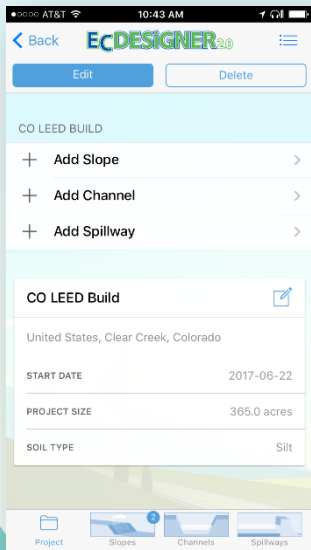 AT&T 10:43 AM
Back ECDESIGNER 2.0
Edit Delete
CO LEED BUILD
Add Slope
Add Channel
Add Spillway
CO LEED Build
United States, Clear Creek, Colorado
START DATE 2017-06-22
PROJECT SIZE 365.0 acres
SOIL TYPE Silt
2
Project Slopes Channels Spillways